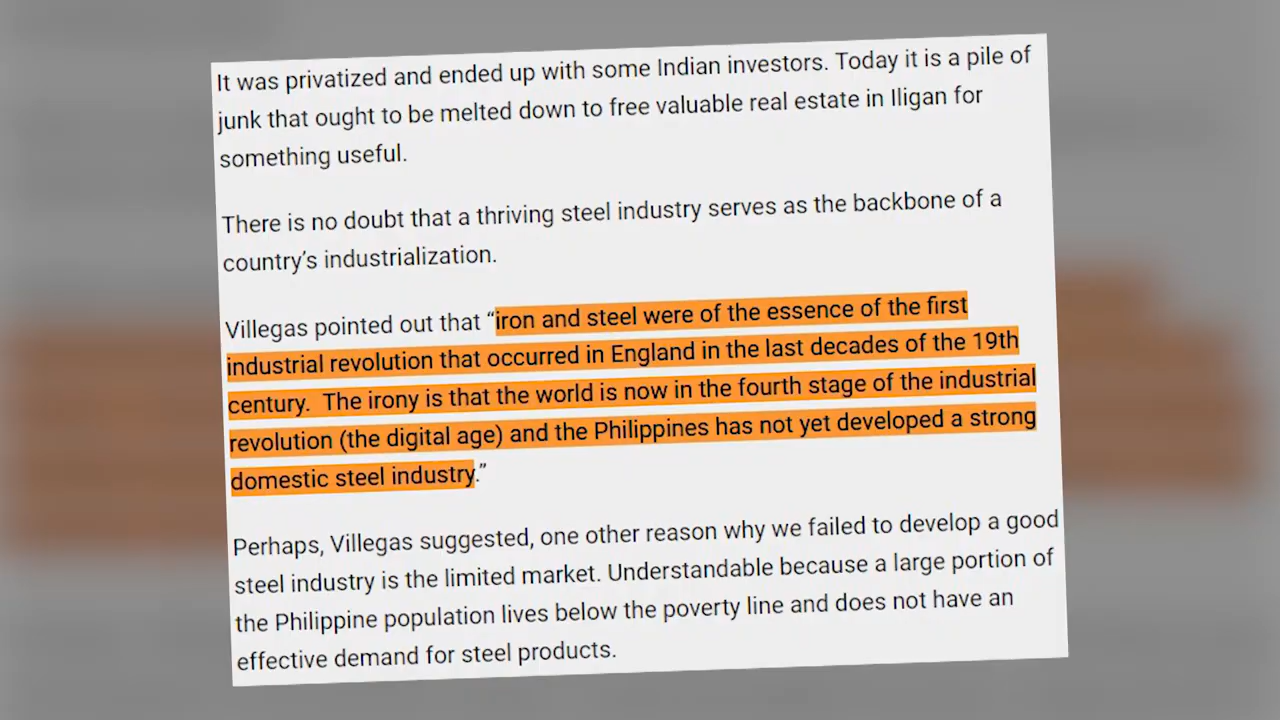 It was privatized and ended up with some Indian investors. Today it is a pile of
junk that ought to be melted down to free valuable real estate in Iligan for
something useful.
There is no doubt that a thriving steel industry serves as the backbone of a
country’s industrialization.
Villegas pointed out that “iron and steel were of the essence of the first
industrial revolution that occurred in England in the last decades of the 19th
century.  The irony is that the world is now in the fourth stage of the industrial
revolution (the digital age) and the Philippines has not yet developed a strong
domestic steel industry.”
Perhaps, Villegas suggested, one other reason why we failed to develop a good
steel industry is the limited market. Understandable because a large portion of
the Philippine population lives below the poverty line and does not have an
effective demand for steel products.